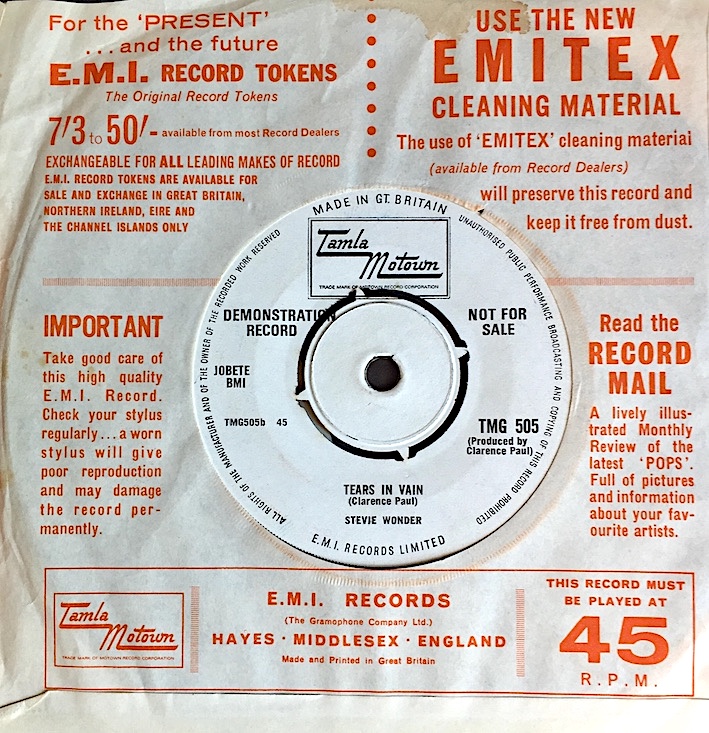 For the 'PRESENT'
...and the future
E.M.I. RECORD TOKENS
The Original Record Tokens
7/3 to 50/- available from most Record Dealers
EXCHANGEABLE FOR ALL LEADING MAKES OF RECORD
E.M.I. RECORD TOKENS ARE AVAILABLE FOR
SALE AND EXCHANGE IN GREAT BRITAIN,
NORTHERN IRELAND, EIRE AND
THE CHANNEL ISLANDS ONLY
USE THE NEW
EMITEX
CLEANING MATERIAL
The use of 'EMITEX' cleaning material
(available from Record Dealers)
will preserve this record and
keep it free from dust.
IMPORTANT
Take good care of
this high quality
E.M.I. Record.
Check your stylus
regularly...a worn
stylus will give
poor reproduction
and may damage
the record per-
manently.
MADE IN GT. BRITAIN
ALL RIGHTS OF THE MANUFACTURER AND OF THE OWNER OF THE RECORDED WORK RESERVED
UNAUTHORISED PUBLIC PERFORMANCE BROADCASTING AND COPYING OF THIS RECORD PROHIBITED
Tamla
Motown
TRADE MARK OF MOTOWN RECORD CORPORATION
DEMONSTRATION
RECORD
NOT FOR
SALE
JOBETE
BMI
TMG505b 45
TMG 505
(Produced by
Clarence Paul)
TEARS IN VAIN
(Clarence Paul)
STEVIE WONDER
E.M.I. RECORDS LIMITED
Read the
RECORD
MAIL
A lively illus-
trated Monthly
Review of the
latest 'POPS'.
Full of pictures
and information
about your fav-
ourite artists.
Tamla
Motown
TRADE MARK OF MOTOWN RECORD CORPORATION
E.M.I. RECORDS
(The Gramophone Company Ltd.)
HAYES · MIDDLESEX · ENGLAND
Made and Printed in Great Britain
THIS RECORD MUST
BE PLAYED AT
45
R.P.M.